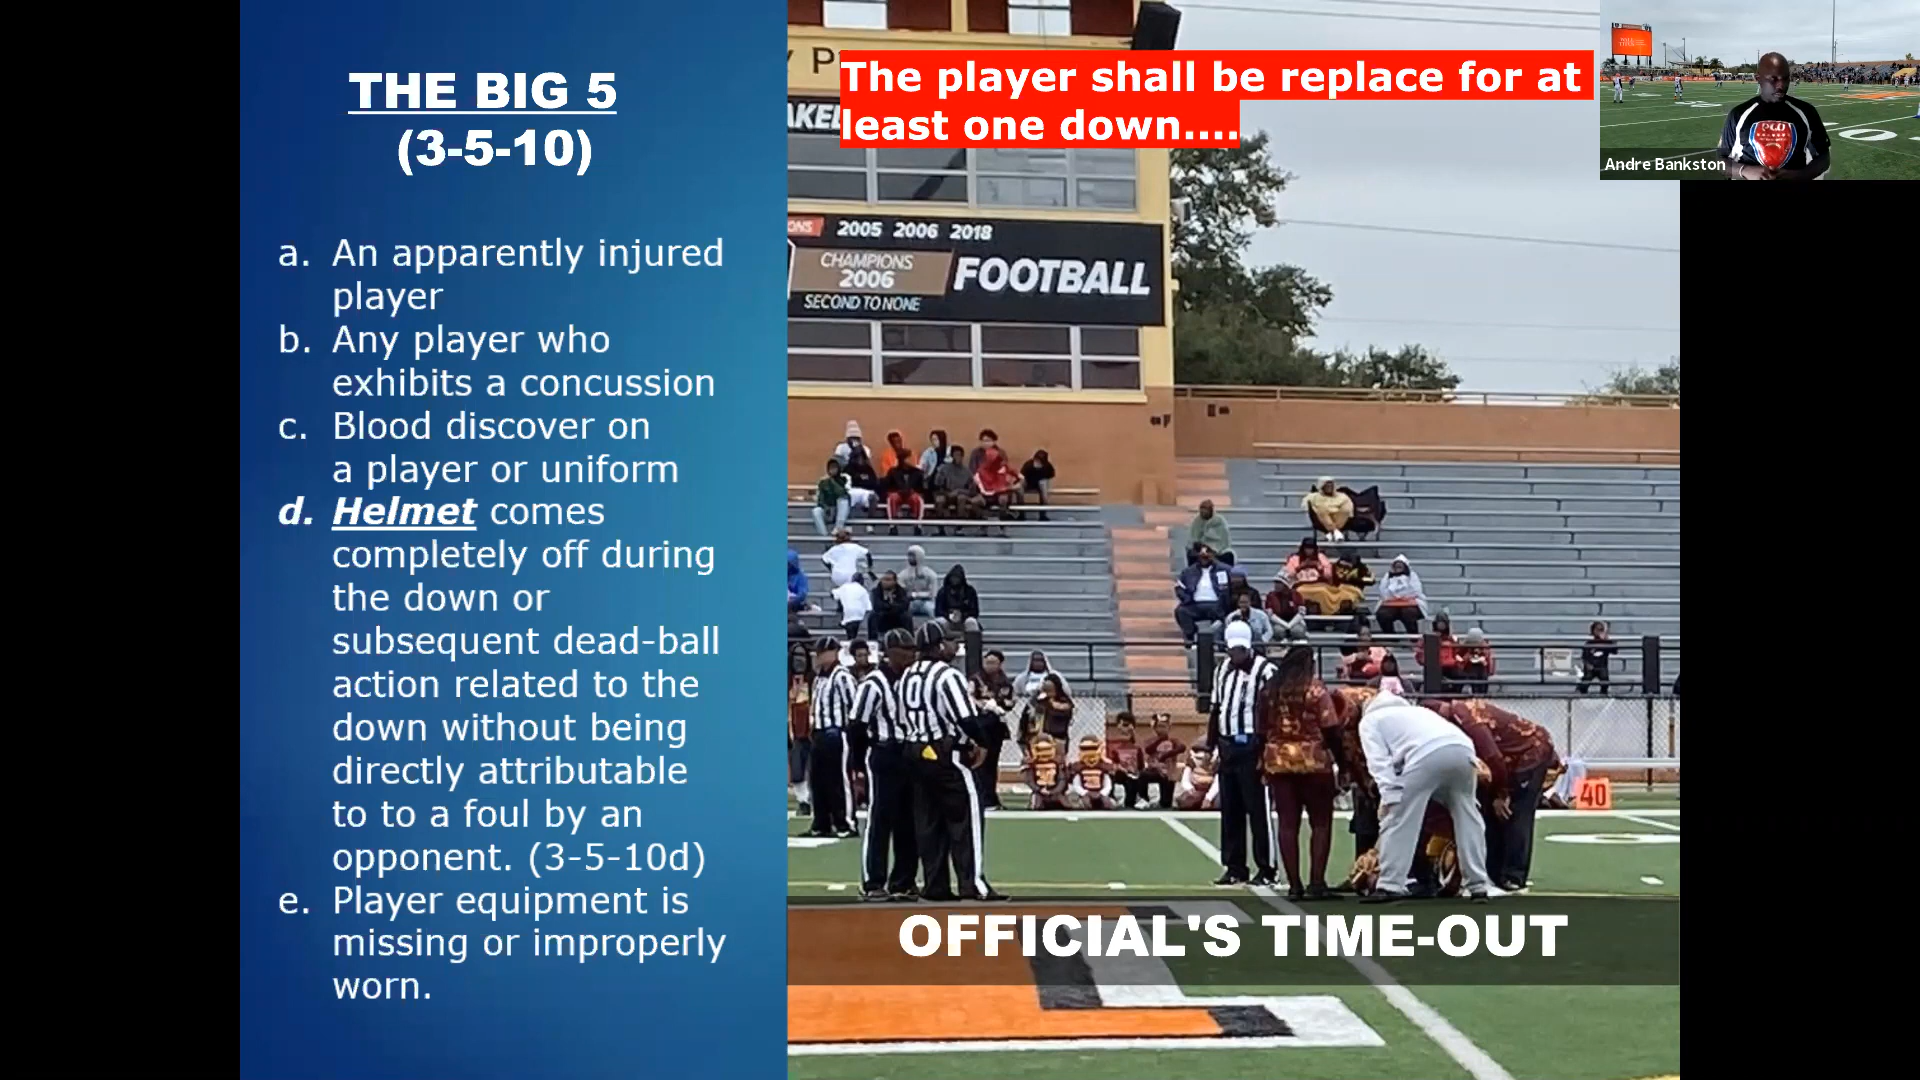 THE BIG 5
(3-5-10)
a. An apparently injured
player
b. Any player who
exhibits a concussion
c. Blood discover on
a player or uniform
d. Helmet comes
completely off during
the down or
subsequent dead-ball
action related to the
down without being
directly attributable
to to a foul by an
opponent. (3-5-10d)
e. Player equipment is
missing or improperly
worn.
The player shall be replace for at
least one down....
2005 2006 2018
CHAMPIONS
2006
FOOTBALL
SECOND TO NONE
40
OFFICIAL'S TIME-OUT
Andre Bankston